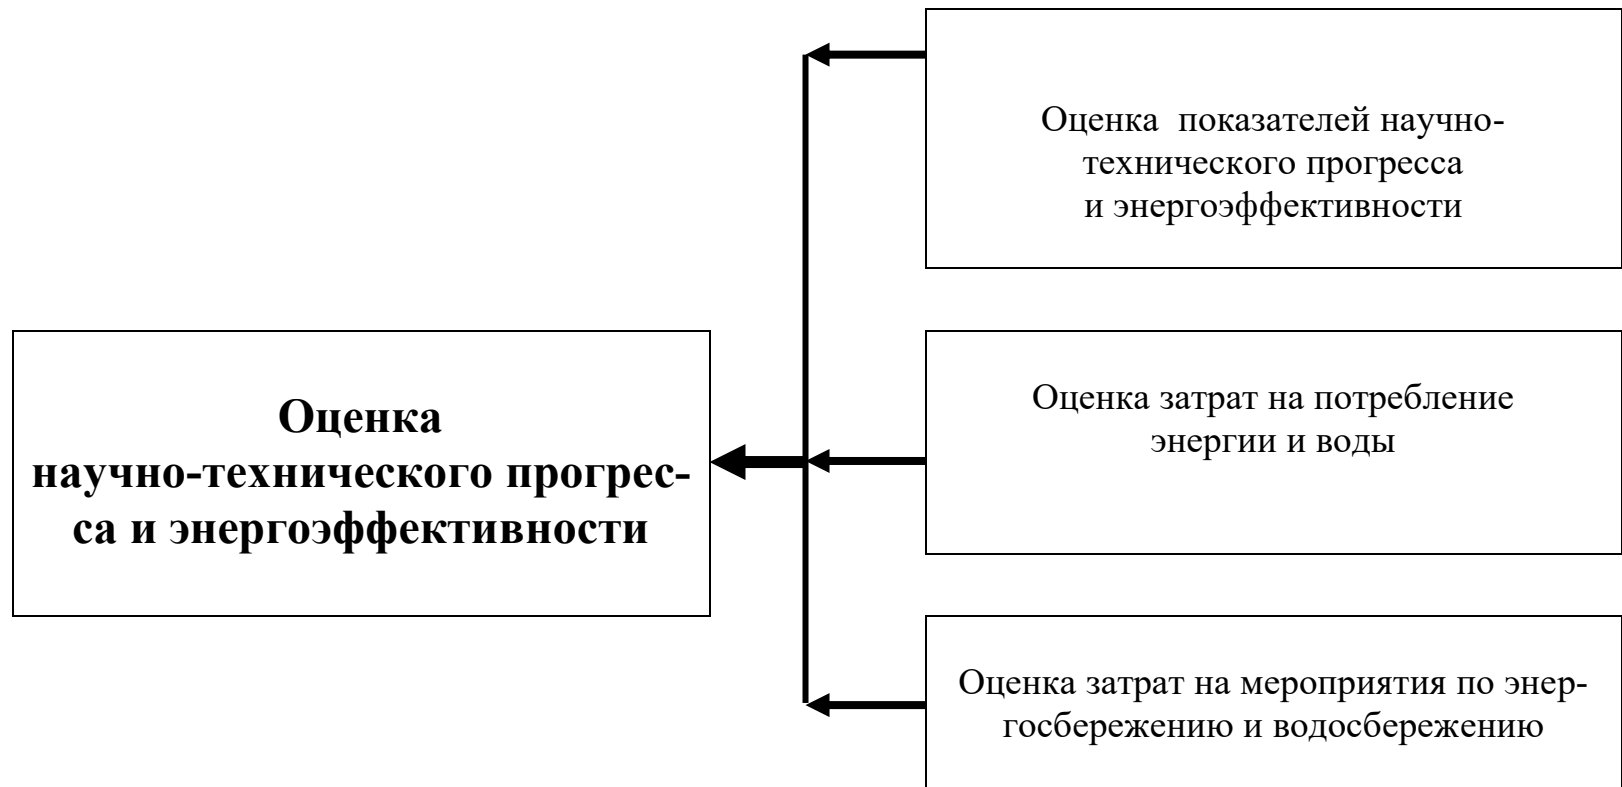 Оценка показателей научно-
технического прогресса
и энергоэффективности
Оценка
научно-технического прогрес-
са и энергоэффективности
Оценка затрат на потребление
энергии и воды
Оценка затрат на мероприятия по энер-
госбережению и водосбережению